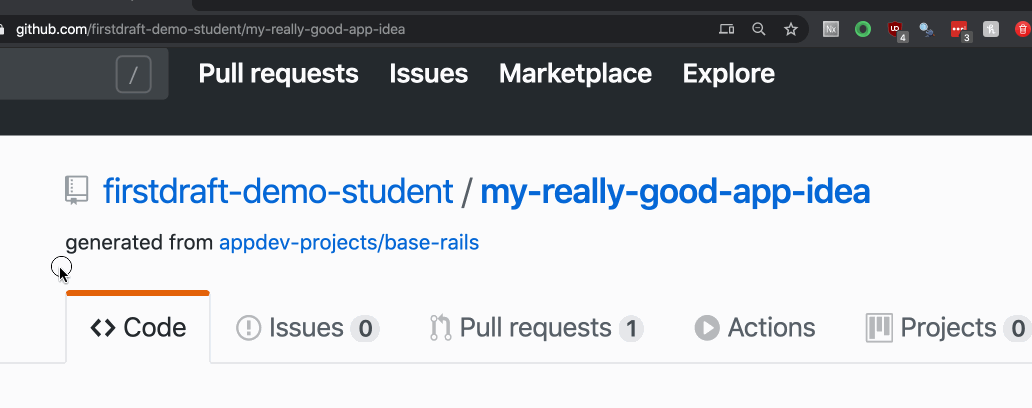 github.com/firstdraft-demo-student/my-really-good-app-idea
Nx
UD
4
3
/
Pull requests Issues Marketplace Explore
firstdraft-demo-student / my-really-good-app-idea
generated from appdev-projects/base-rails
<> Code Issues 0 Pull requests 1 Actions Projects 0